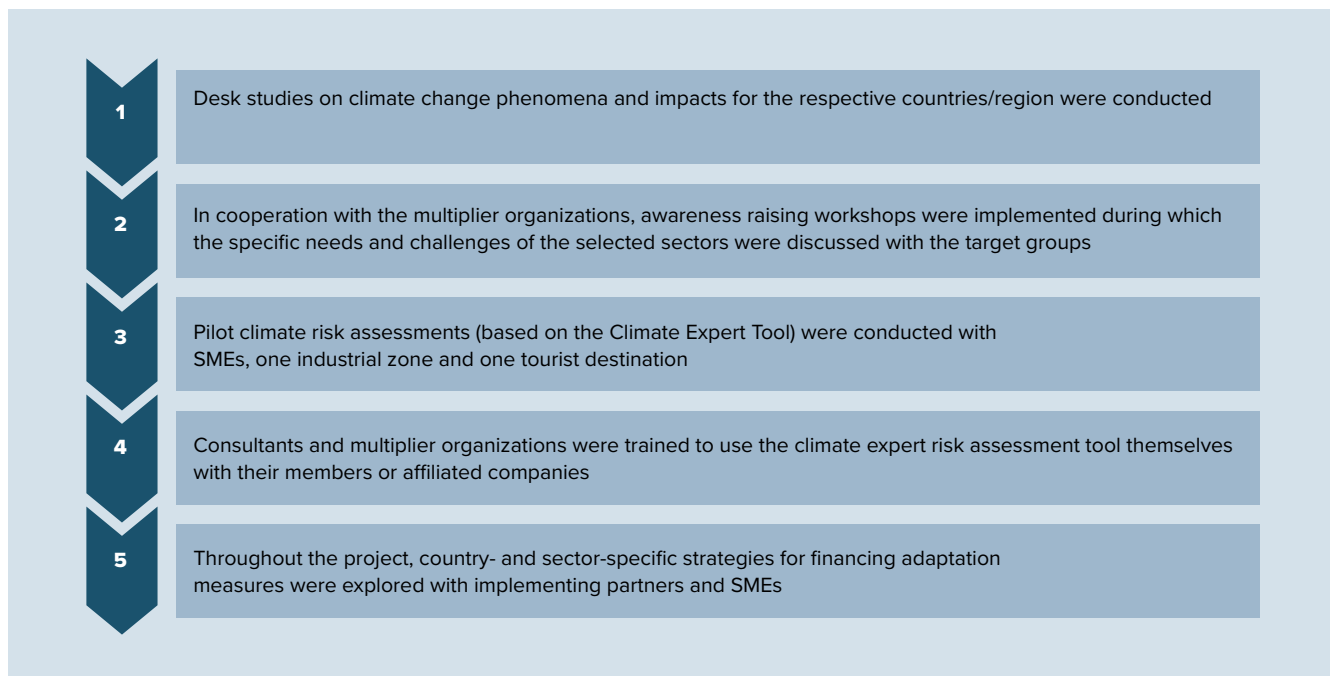 1
Desk studies on climate change phenomena and impacts for the respective countries/region were conducted
2
In cooperation with the multiplier organizations, awareness raising workshops were implemented during which
the specific needs and challenges of the selected sectors were discussed with the target groups
3
Pilot climate risk assessments (based on the Climate Expert Tool) were conducted with
SMEs, one industrial zone and one tourist destination
4
Consultants and multiplier organizations were trained to use the climate expert risk assessment tool themselves
with their members or affiliated companies
5
Throughout the project, country- and sector-specific strategies for financing adaptation
measures were explored with implementing partners and SMEs